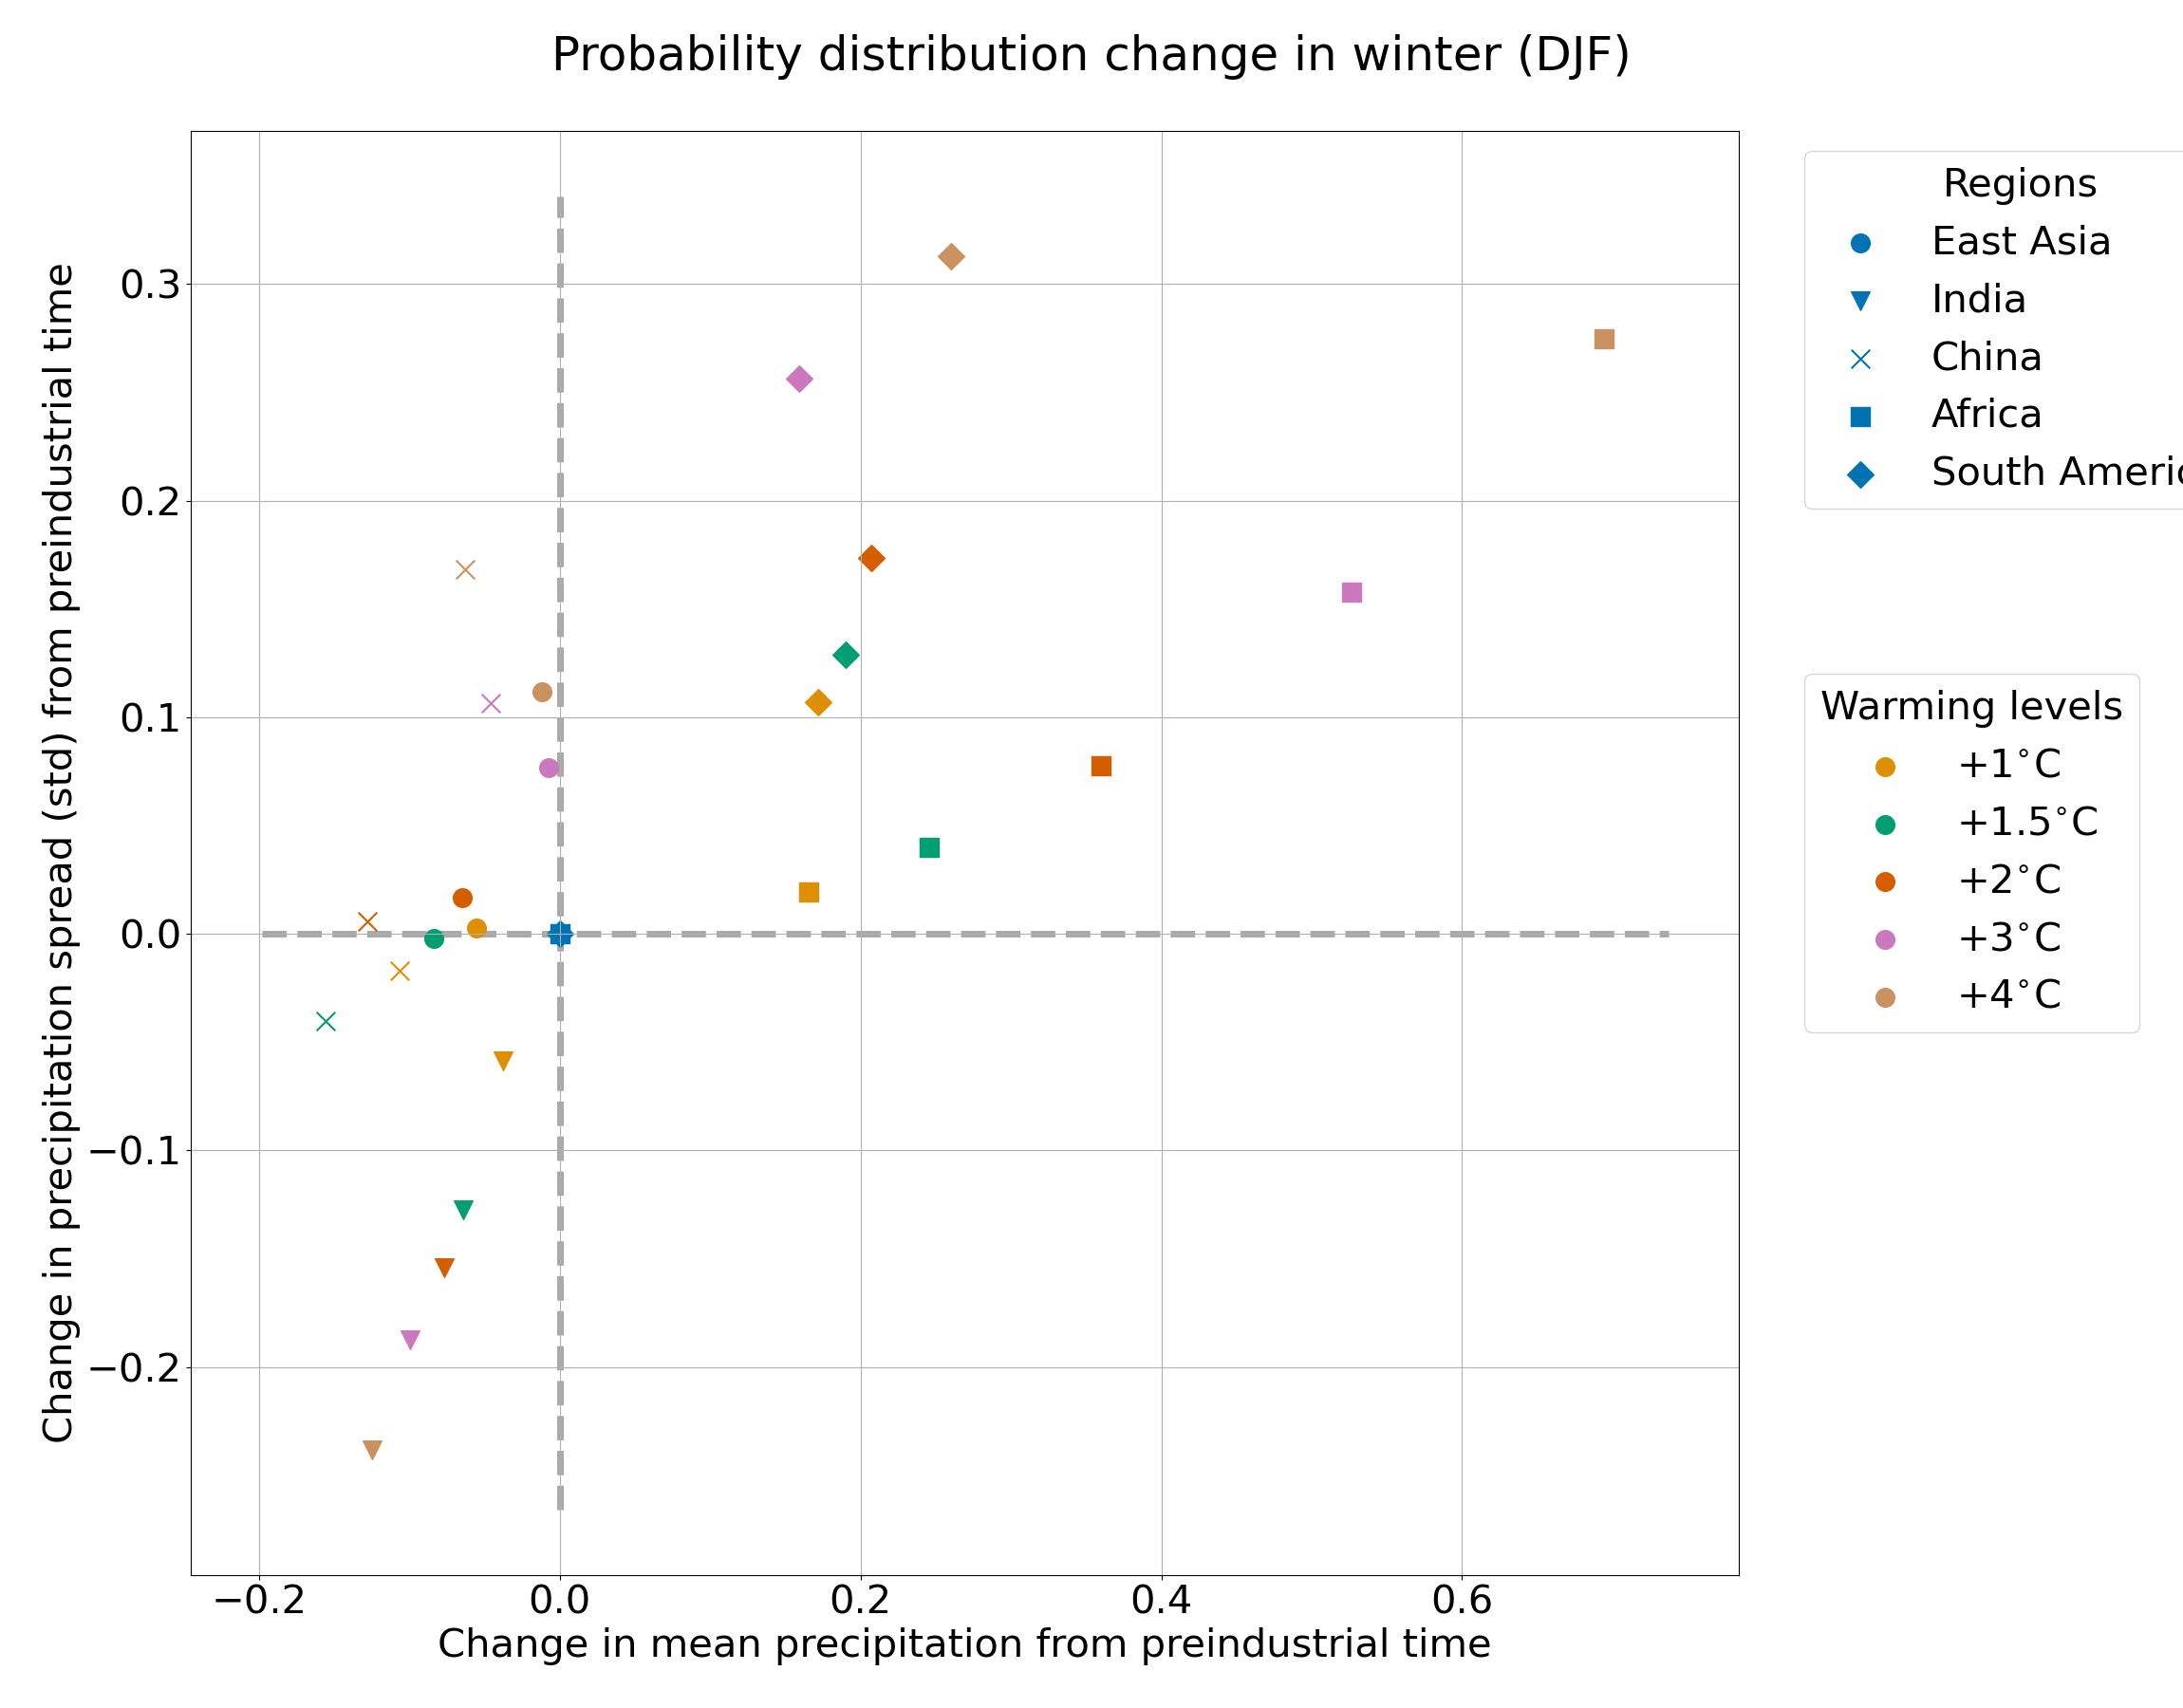 Probability distribution change in winter (DJF)
Change in precipitation spread (std) from preindustrial time
0.3
0.2
0.1
0.0
−0.1
−0.2
−0.2 0.0 0.2 0.4 0.6
Change in mean precipitation from preindustrial time
Regions
East Asia
India
China
Africa
South Americ
Warming levels
+1°C
+1.5°C
+2°C
+3°C
+4°C